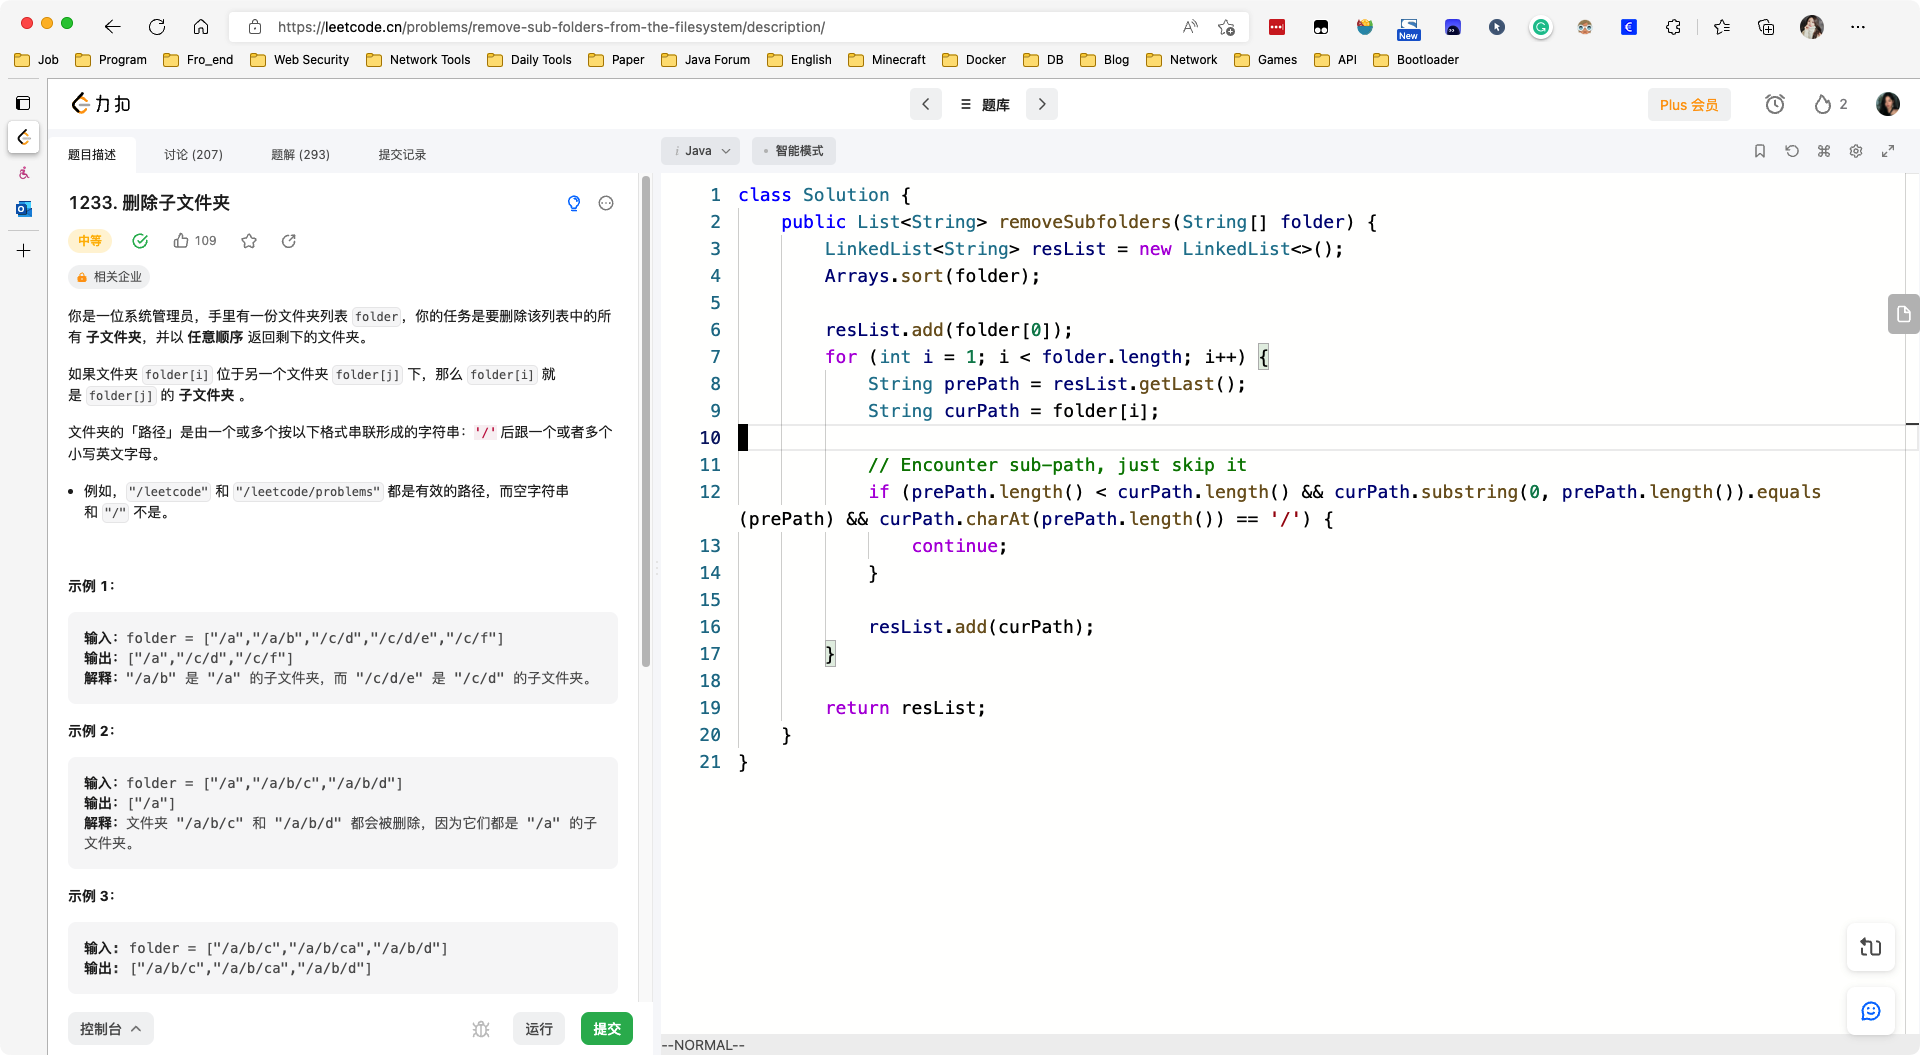 https://leetcode.cn/problems/remove-sub-folders-from-the-filesystem/description/
New
Job Program Fro_end Web Security Network Tools Daily Tools Paper Java Forum English Minecraft Docker DB Blog Network Games API Bootloader
力扣
题库
Plus 会员
2
题目描述 讨论 (207) 题解 (293) 提交记录
1233. 删除子文件夹
中等 109
相关企业
你是一位系统管理员，手里有一份文件夹列表 folder，你的任务是要删除该列表中的所
有 子文件夹，并以 任意顺序 返回剩下的文件夹。
如果文件夹 folder[i] 位于另一个文件夹 folder[j] 下，那么 folder[i] 就
是 folder[j] 的 子文件夹 。
文件夹的「路径」是由一个或多个按以下格式串联形成的字符串：'/' 后跟一个或者多个
小写英文字母。
• 例如，"/leetcode" 和 "/leetcode/problems" 都是有效的路径，而空字符串
和 "/" 不是。
示例 1：
输入：folder = ["/a","/a/b","/c/d","/c/d/e","/c/f"]
输出：["/a","/c/d","/c/f"]
解释："/a/b" 是 "/a" 的子文件夹，而 "/c/d/e" 是 "/c/d" 的子文件夹。
示例 2：
输入：folder = ["/a","/a/b/c","/a/b/d"]
输出：["/a"]
解释：文件夹 "/a/b/c" 和 "/a/b/d" 都会被删除，因为它们都是 "/a" 的子
文件夹。
示例 3：
输入: folder = ["/a/b/c","/a/b/ca","/a/b/d"]
输出: ["/a/b/c","/a/b/ca","/a/b/d"]
控制台 运行 提交
i Java 智能模式
1 class Solution {
2 public List<String> removeSubfolders(String[] folder) {
3 LinkedList<String> resList = new LinkedList<>();
4 Arrays.sort(folder);
5
6 resList.add(folder[0]);
7 for (int i = 1; i < folder.length; i++) {
8 String prePath = resList.getLast();
9 String curPath = folder[i];
10
11 // Encounter sub-path, just skip it
12 if (prePath.length() < curPath.length() && curPath.substring(0, prePath.length()).equals
(prePath) && curPath.charAt(prePath.length()) == '/') {
13 continue;
14 }
15
16 resList.add(curPath);
17 }
18
19 return resList;
20 }
21 }
--NORMAL--